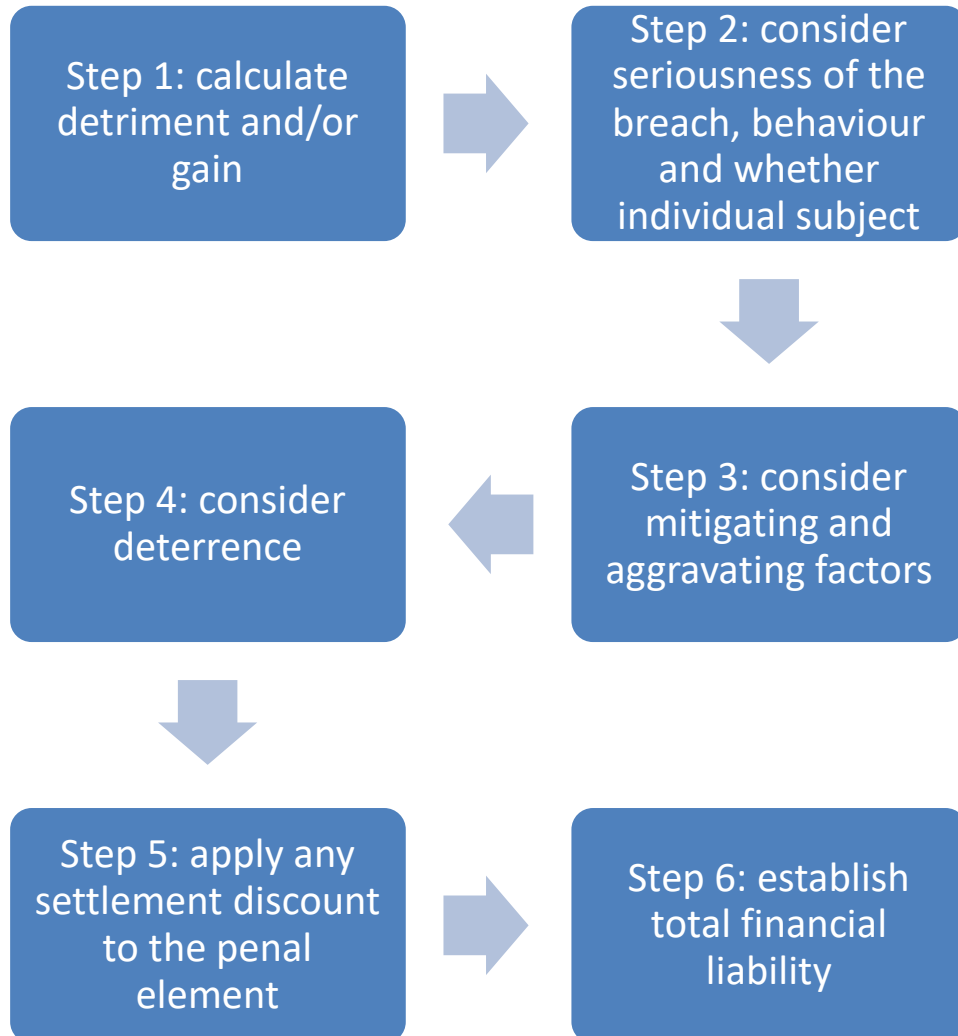 Step 1: calculate
detriment and/or
gain
Step 2: consider
seriousness of the
breach, behaviour
and whether
individual subject
Step 3: consider
mitigating and
aggravating factors
Step 4: consider
deterrence
Step 5: apply any
settlement discount
to the penal
element
Step 6: establish
total financial
liability